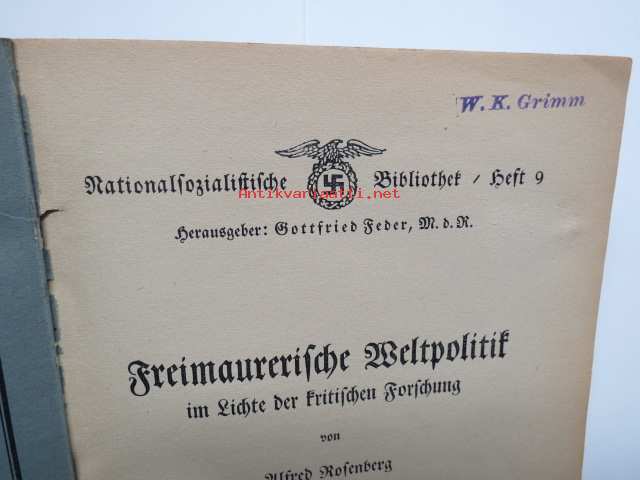 W. K. Grimm
Nationalsozialistische Bibliothek / Heft 9
Antikvariaatti.net
Herausgeber: Gottfried Feder, M. d. R.
Freimaurerische Weltpolitik
im Lichte der kritischen Forschung
von
Alfred Rosenberg